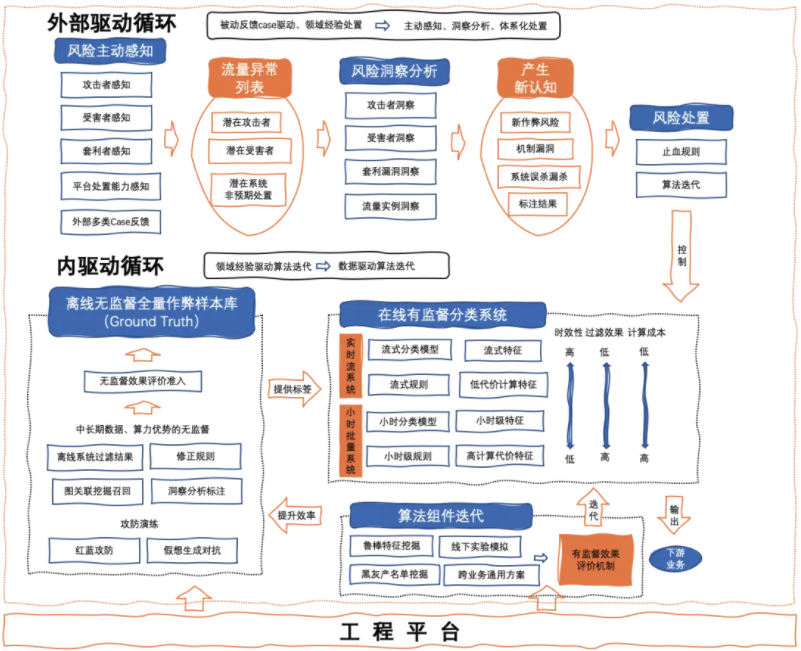 外部驱动循环
被动反馈case驱动、领域经验处置
主动感知、洞察分析、体系化处置
风险主动感知
攻击者感知
受害者感知
套利者感知
平台处置能力感知
外部多类Case反馈
流量异常
列表
潜在攻击者
潜在受害者
潜在系统
非预期处置
风险洞察分析
攻击者洞察
受害者洞察
套利漏洞洞察
流量实例洞察
产生
新认知
新作弊风险
机制漏洞
系统误杀漏杀
标注结果
风险处置
止血规则
算法迭代
控制
内驱动循环
领域经验驱动算法迭代
数据驱动算法迭代
离线无监督全量作弊样本库
（Ground Truth）
无监督效果评价准入
中长期数据、算力优势的无监督
离线系统过滤结果
修正规则
图关联挖掘召回
洞察分析标注
攻防演练
红蓝攻防
假想生成对抗
提供标签
提升效率
在线有监督分类系统
实时流系统
流式分类模型
流式特征
流式规则
低代价计算特征
小时批量系统
小时分类模型
小时级特征
小时级规则
高计算代价特征
时效性 过滤效果 计算成本
高 低 低
低 高 高
算法组件迭代
鲁棒特征挖掘
线下实验模拟
黑灰产名单挖掘
跨业务通用方案
有监督效果
评价机制
迭代
输出
下游
业务
工程平台